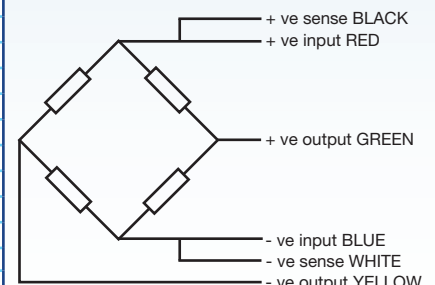 + ve sense BLACK
+ ve input RED
+ ve output GREEN
- ve input BLUE
- ve sense WHITE
- ve output YELLOW